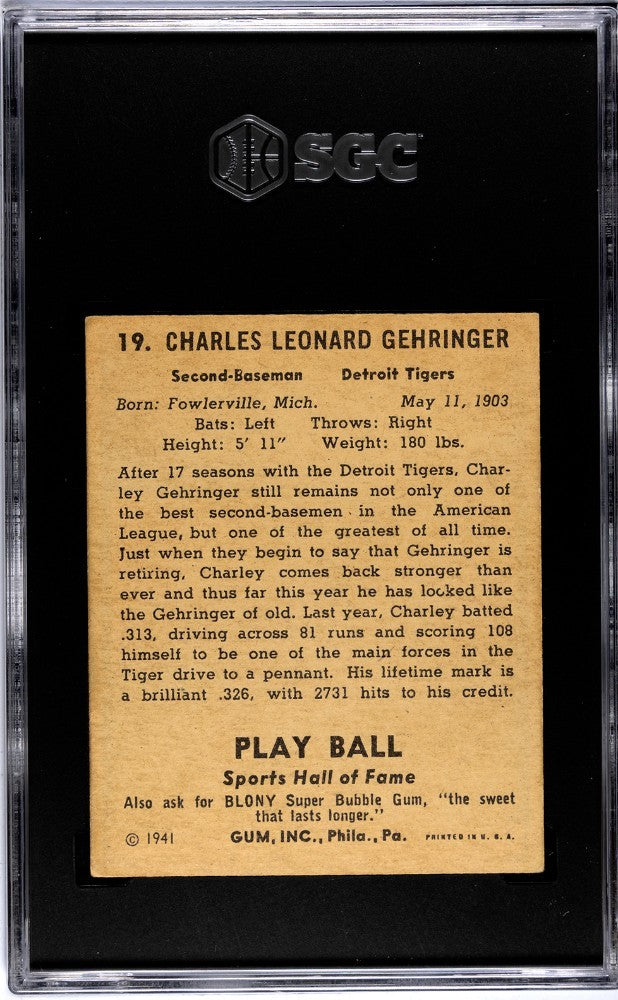 SGC
19. CHARLES LEONARD GEHRINGER
Second-Baseman Detroit Tigers
Born: Fowlerville, Mich. May 11, 1903
Bats: Left Throws: Right
Height: 5' 11" Weight: 180 lbs.
After 17 seasons with the Detroit Tigers, Char-
ley Gehringer still remains not only one of
the best second-basemen in the American
League, but one of the greatest of all time.
Just when they begin to say that Gehringer is
retiring, Charley comes back stronger than
ever and thus far this year he has locked like
the Gehringer of old. Last year, Charley batted
.313, driving across 81 runs and scoring 108
himself to be one of the main forces in the
Tiger drive to a pennant. His lifetime mark is
a brilliant .326, with 2731 hits to his credit.
PLAY BALL
Sports Hall of Fame
Also ask for BLONY Super Bubble Gum, "the sweet
that lasts longer."
© 1941 GUM, INC., Phila., Pa. PRINTED IN U. S. A.